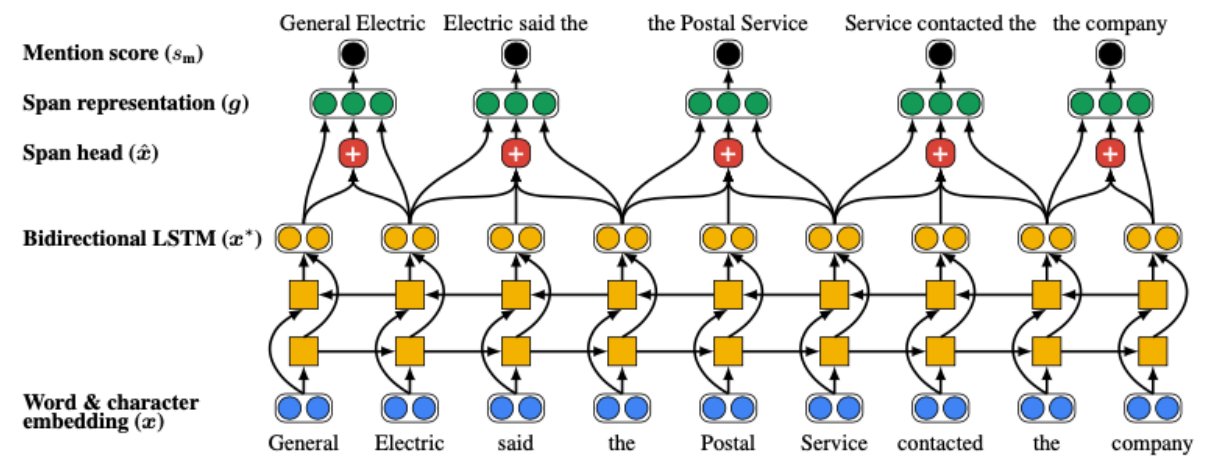 General Electric Electric said the the Postal Service Service contacted the the company
Mention score (sₘ)
Span representation (g)
+ + + + +
Span head (x̂)
Bidirectional LSTM (x*)
Word & character
embedding (x)
General Electric said the Postal Service contacted the company